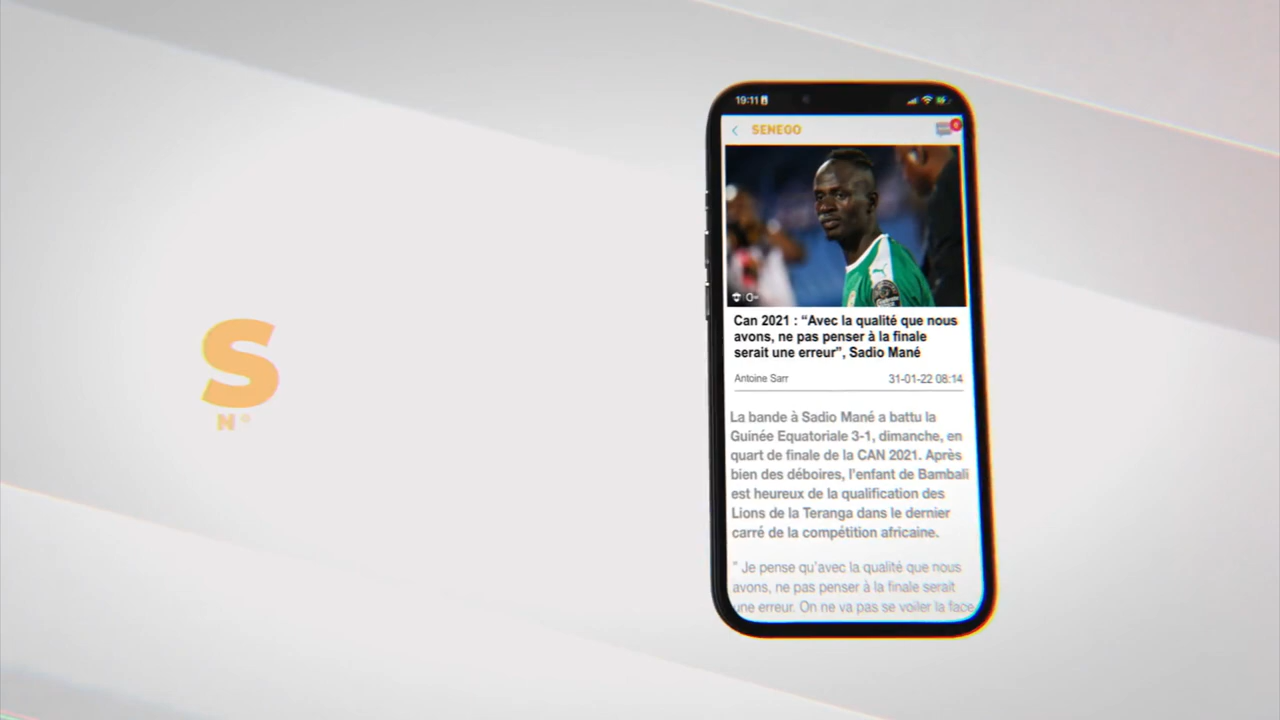 S
N°
19:11
SENEGO
Can 2021 : “Avec la qualité que nous
avons, ne pas penser à la finale
serait une erreur”, Sadio Mané
Antoine Sarr
31-01-22 08:14
La bande à Sadio Mané a battu la
Guinée Equatoriale 3-1, dimanche, en
quart de finale de la CAN 2021. Après
bien des déboires, l'enfant de Bambali
est heureux de la qualification des
Lions de la Teranga dans le dernier
carré de la compétition africaine.
" Je pense qu'avec la qualité que nous
avons, ne pas penser à la finale serait
une erreur. On ne va pas se voiler la face